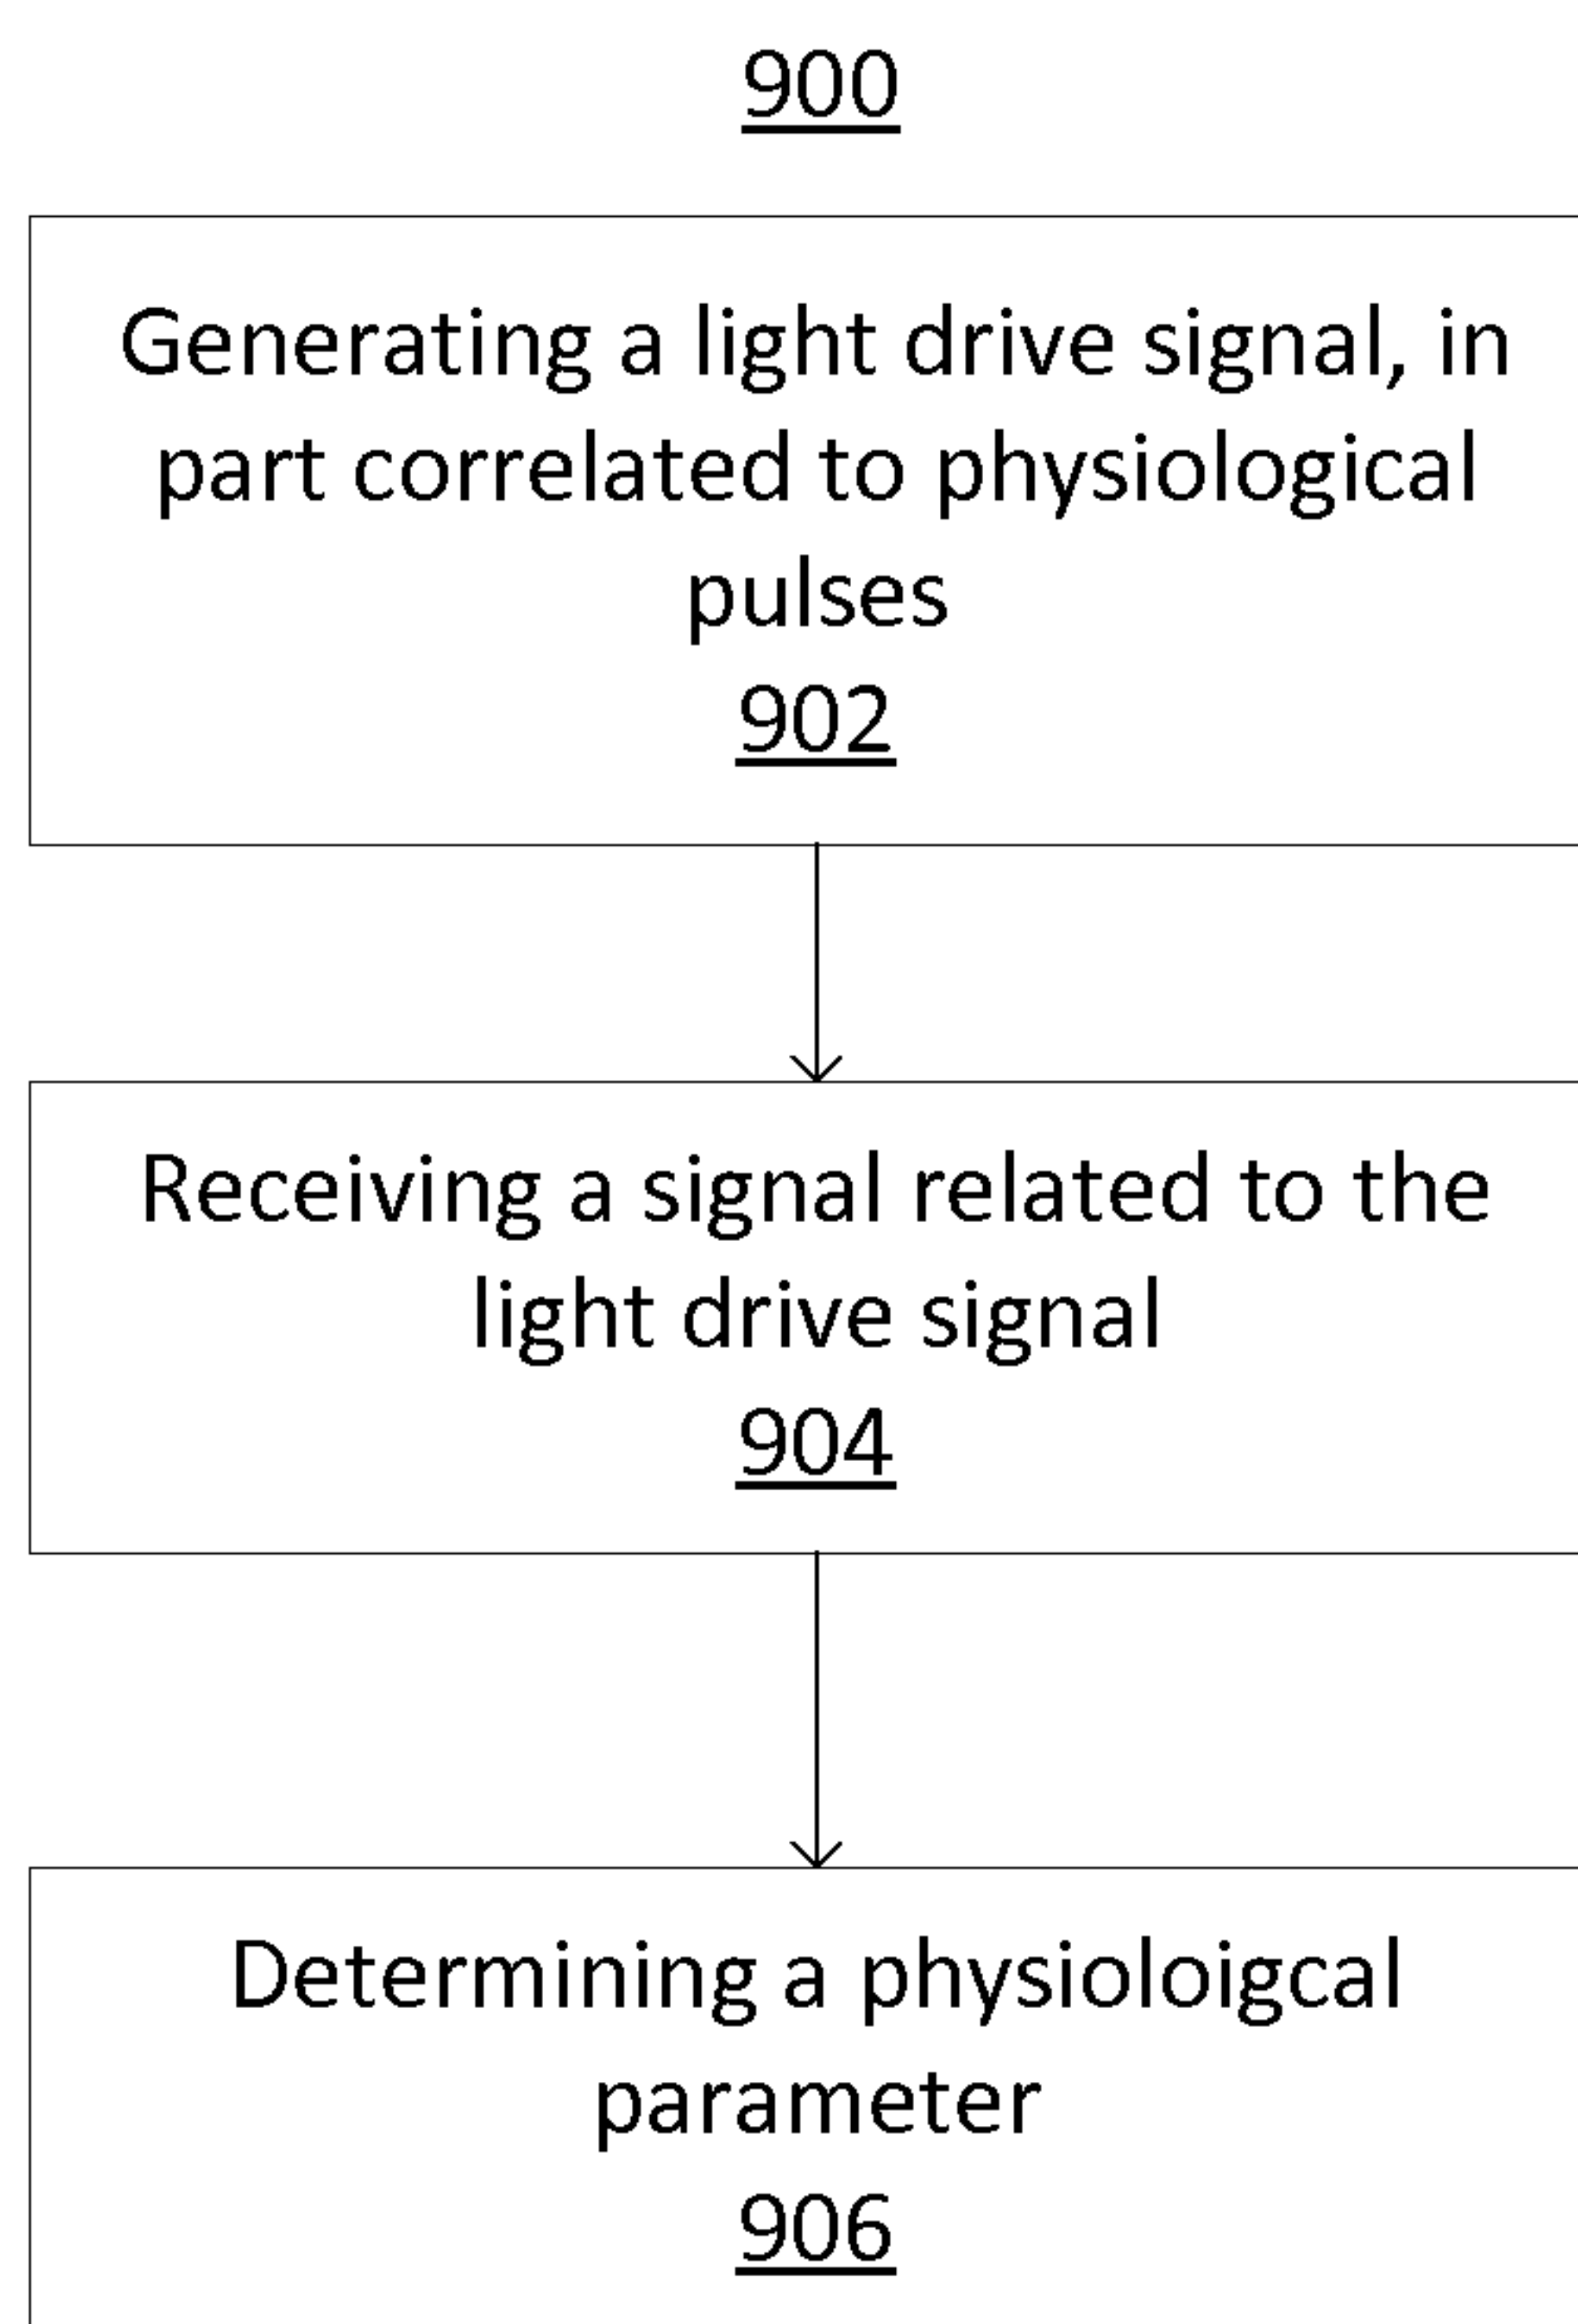 900
Generating a light drive signal, in
part correlated to physiological
pulses
902
Receiving a signal related to the
light drive signal
904
Determining a physioloigcal
parameter
906